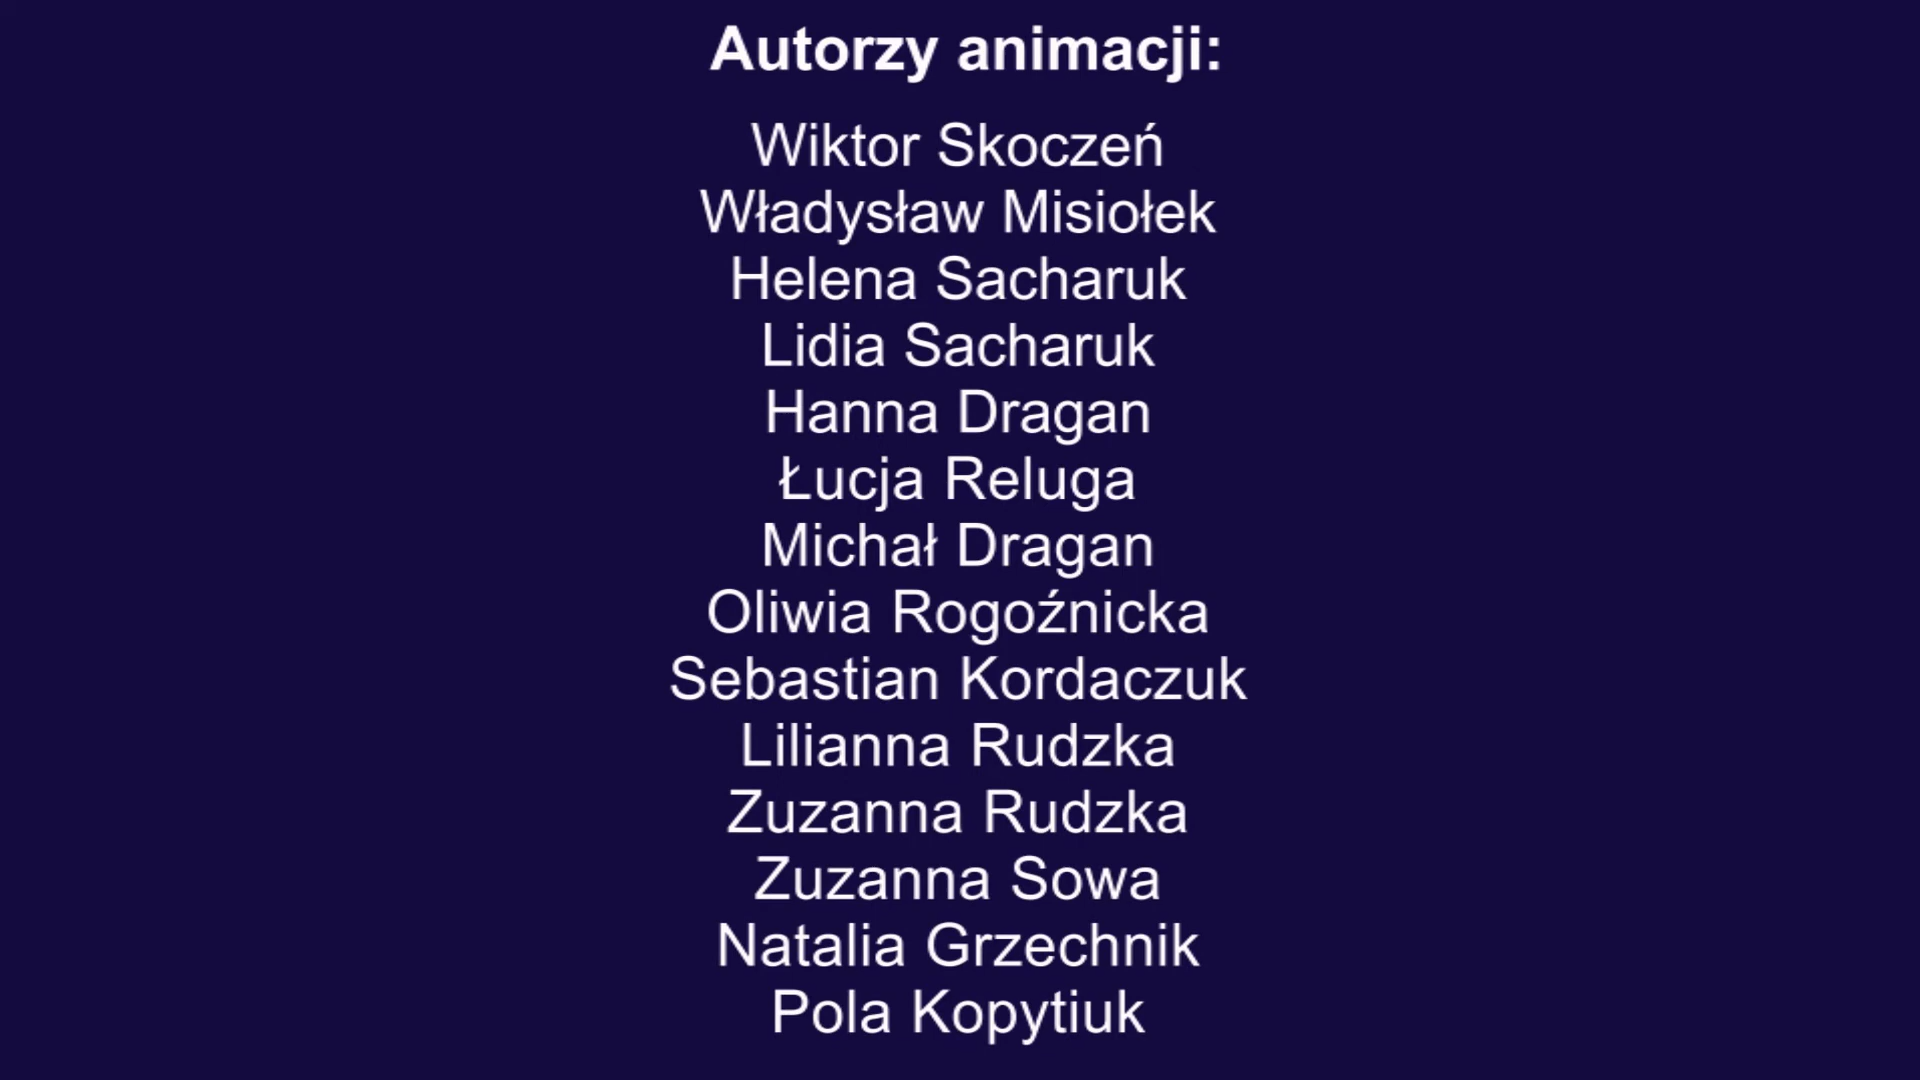 Autorzy animacji:
Wiktor Skoczeń
Władysław Misiołek
Helena Sacharuk
Lidia Sacharuk
Hanna Dragan
Łucja Reluga
Michał Dragan
Oliwia Rogoźnicka
Sebastian Kordaczuk
Lilianna Rudzka
Zuzanna Rudzka
Zuzanna Sowa
Natalia Grzechnik
Pola Kopytiuk